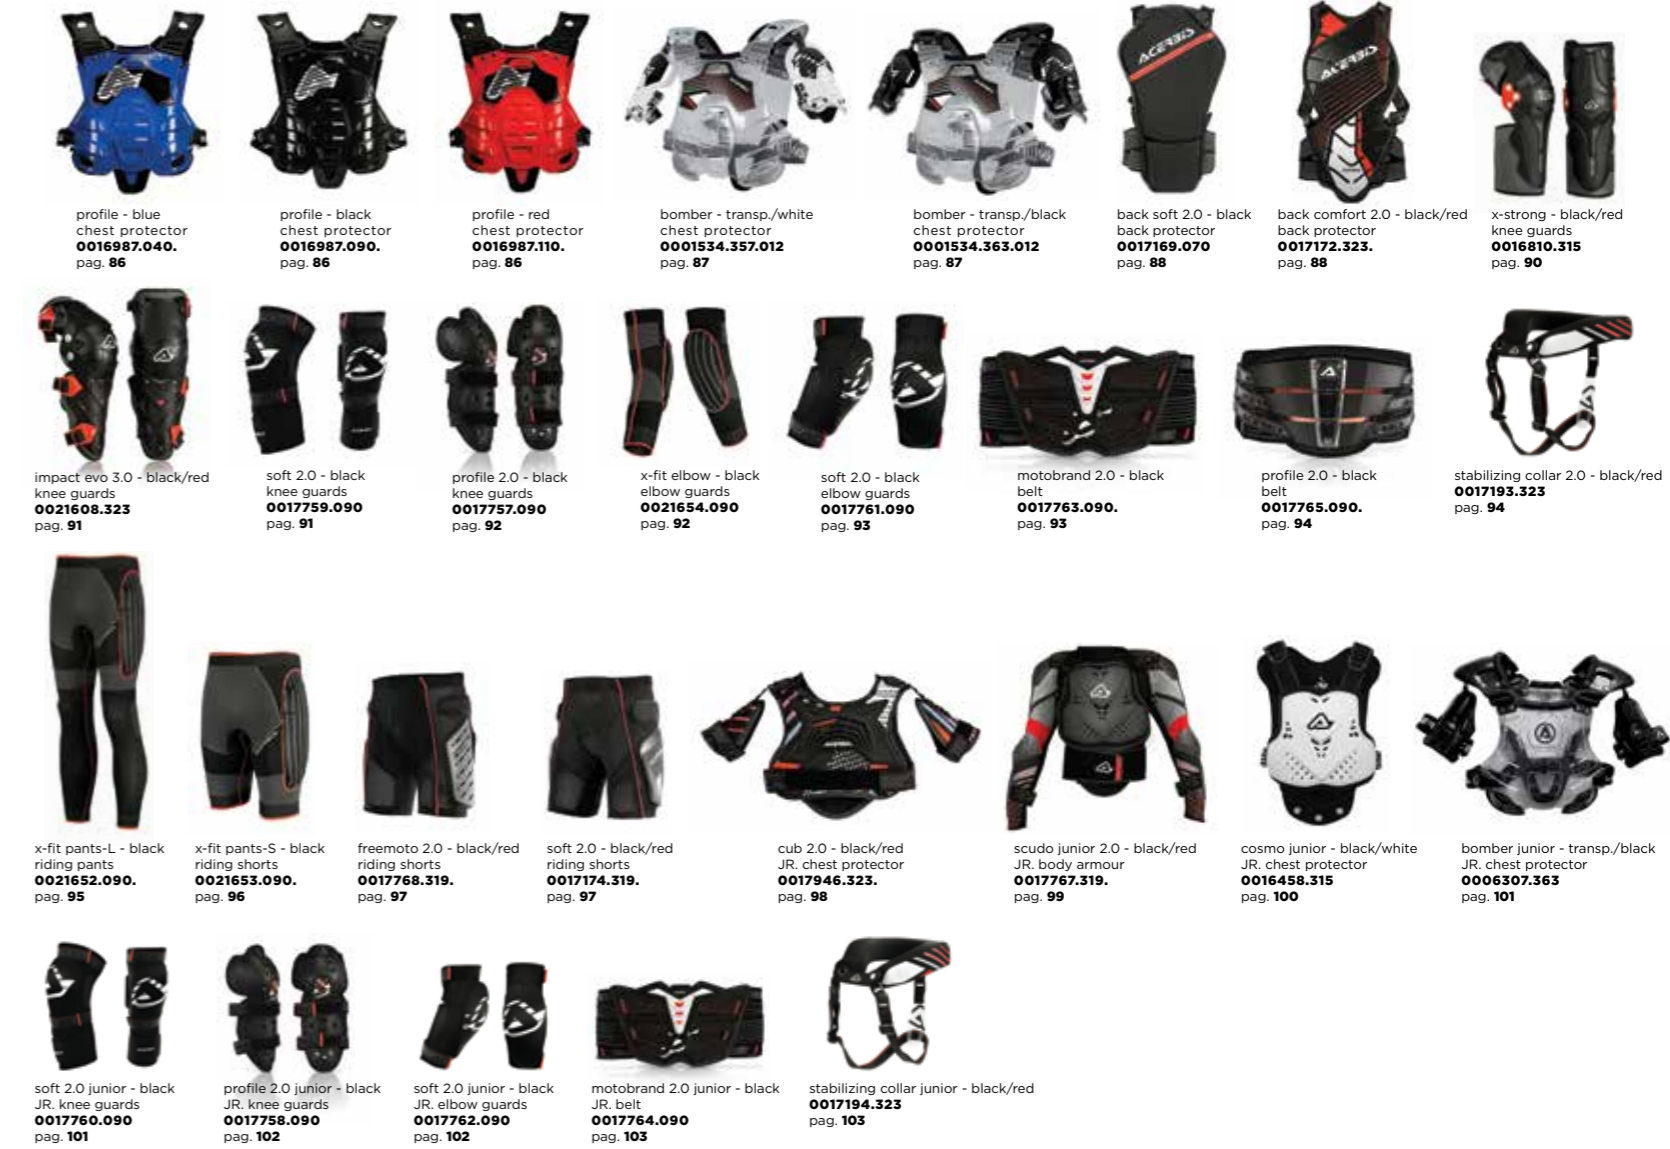 ACERBIS
ACERBIS
profile - blue
chest protector
0016987.040.
pag. 86
profile - black
chest protector
0016987.090.
pag. 86
profile - red
chest protector
0016987.110.
pag. 86
bomber - transp./white
chest protector
0001534.357.012
pag. 87
bomber - transp./black
chest protector
0001534.363.012
pag. 87
back soft 2.0 - black
back protector
0017169.070
pag. 88
back comfort 2.0 - black/red
back protector
0017172.323.
pag. 88
x-strong - black/red
knee guards
0016810.315
pag. 90
impact evo 3.0 - black/red
knee guards
0021608.323
pag. 91
soft 2.0 - black
knee guards
0017759.090
pag. 91
profile 2.0 - black
knee guards
0017757.090
pag. 92
x-fit elbow - black
elbow guards
0021654.090
pag. 92
soft 2.0 - black
elbow guards
0017761.090
pag. 93
motobrand 2.0 - black
belt
0017763.090.
pag. 93
profile 2.0 - black
belt
0017765.090.
pag. 94
stabilizing collar 2.0 - black/red
0017193.323
pag. 94
x-fit pants-L - black
riding pants
0021652.090.
pag. 95
x-fit pants-S - black
riding shorts
0021653.090.
pag. 96
freemoto 2.0 - black/red
riding shorts
0017768.319.
pag. 97
soft 2.0 - black/red
riding shorts
0017174.319.
pag. 97
cub 2.0 - black/red
JR. chest protector
0017946.323.
pag. 98
scudo junior 2.0 - black/red
JR. body armour
0017767.319.
pag. 99
cosmo junior - black/white
JR. chest protector
0016458.315
pag. 100
bomber junior - transp./black
JR. chest protector
0006307.363
pag. 101
soft 2.0 junior - black
JR. knee guards
0017760.090
pag. 101
profile 2.0 junior - black
JR. knee guards
0017758.090
pag. 102
soft 2.0 junior - black
JR. elbow guards
0017762.090
pag. 102
motobrand 2.0 junior - black
JR. belt
0017764.090
pag. 103
stabilizing collar junior - black/red
0017194.323
pag. 103